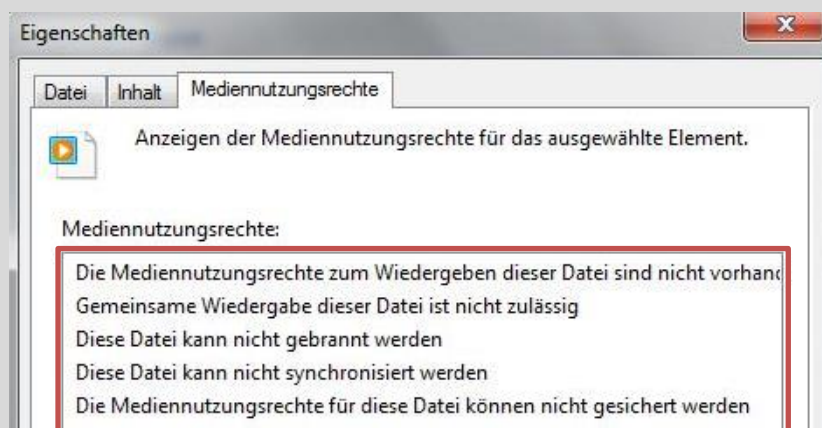 Eigenschaften
Datei Inhalt Mediennutzungsrechte
Anzeigen der Mediennutzungsrechte für das ausgewählte Element.
Mediennutzungsrechte:
Die Mediennutzungsrechte zum Wiedergeben dieser Datei sind nicht
Gemeinsame Wiedergabe dieser Datei ist nicht zulässig
Diese Datei kann nicht gebrannt werden
Diese Datei kann nicht synchronisiert werden
Die Mediennutzungsrechte für diese Datei können nicht gesichert werden